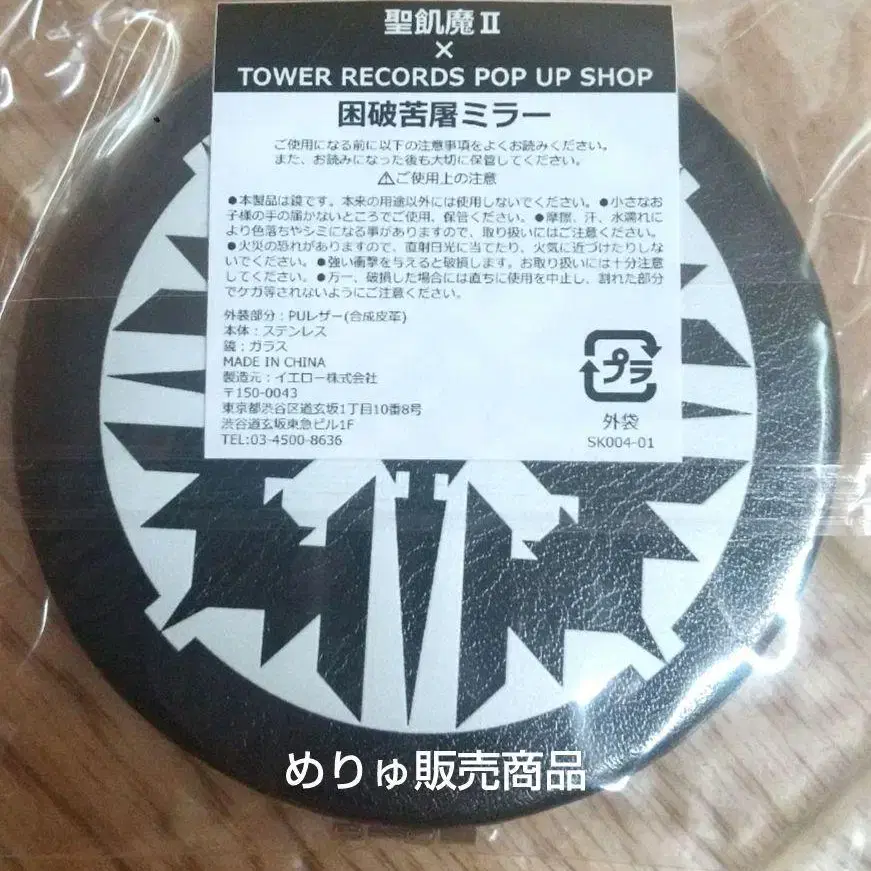 聖飢魔Ⅱ
×
TOWER RECORDS POP UP SHOP
困破苦屠ミラー
ご使用になる前に以下の注意事項をよくお読みください。
また、お読みになった後も大切に保管してください。
⚠ご使用上の注意
●本製品は鏡です。本来の用途以外には使用しないでください。●小さなお
子様の手の届かないところでご使用、保管ください。●摩擦、汗、水濡れに
より色落ちやシミになる事がありますので、取り扱いにはご注意ください。
●火災の恐れがありますので、直射日光に当てたり、火気に近づけたりしな
いでください。●強い衝撃を与えると破損します。お取り扱いには十分注意
してください。●万一、破損した場合には直ちに使用を中止し、割れた部分
でケガ等されないようにご注意ください。
外装部分：PUレザー(合成皮革)
本体：ステンレス
鏡：ガラス
MADE IN CHINA
製造元：イエロー株式会社
〒150-0043
東京都渋谷区道玄坂1丁目10番8号
渋谷道玄坂東急ビル1F
TEL:03-4500-8636
プラ
外袋
SK004-01
めりゅ販売商品